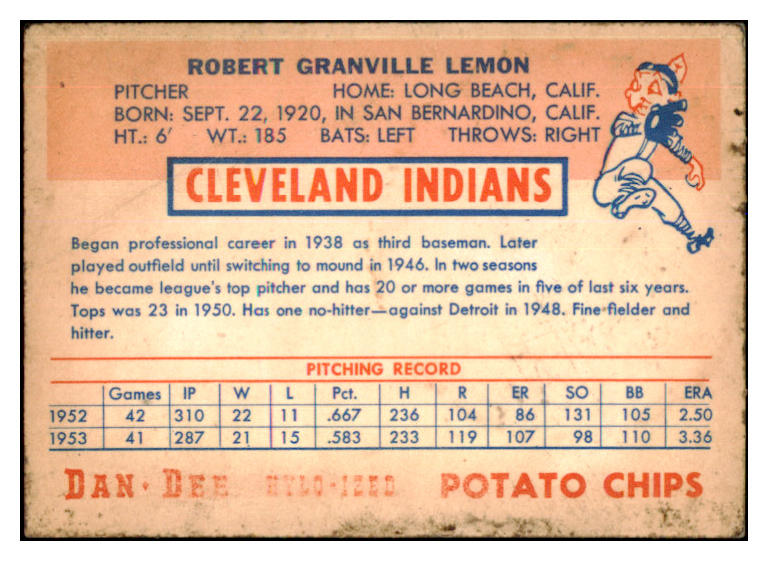 ROBERT GRANVILLE LEMON
PITCHER HOME: LONG BEACH, CALIF.
BORN: SEPT. 22, 1920, IN SAN BERNARDINO, CALIF.
HT.: 6' WT.: 185 BATS: LEFT THROWS: RIGHT
CLEVELAND INDIANS
Began professional career in 1938 as third baseman. Later
played outfield until switching to mound in 1946. In two seasons
he became league's top pitcher and has 20 or more games in five of last six years.
Tops was 23 in 1950. Has one no-hitter—against Detroit in 1948. Fine fielder and
hitter.
PITCHING RECORD
Games IP W L Pct. H R ER SO BB ERA
1952 42 310 22 11 .667 236 104 86 131 105 2.50
1953 41 287 21 15 .583 233 119 107 98 110 3.36
DAN·DEE HYLO-IZED POTATO CHIPS